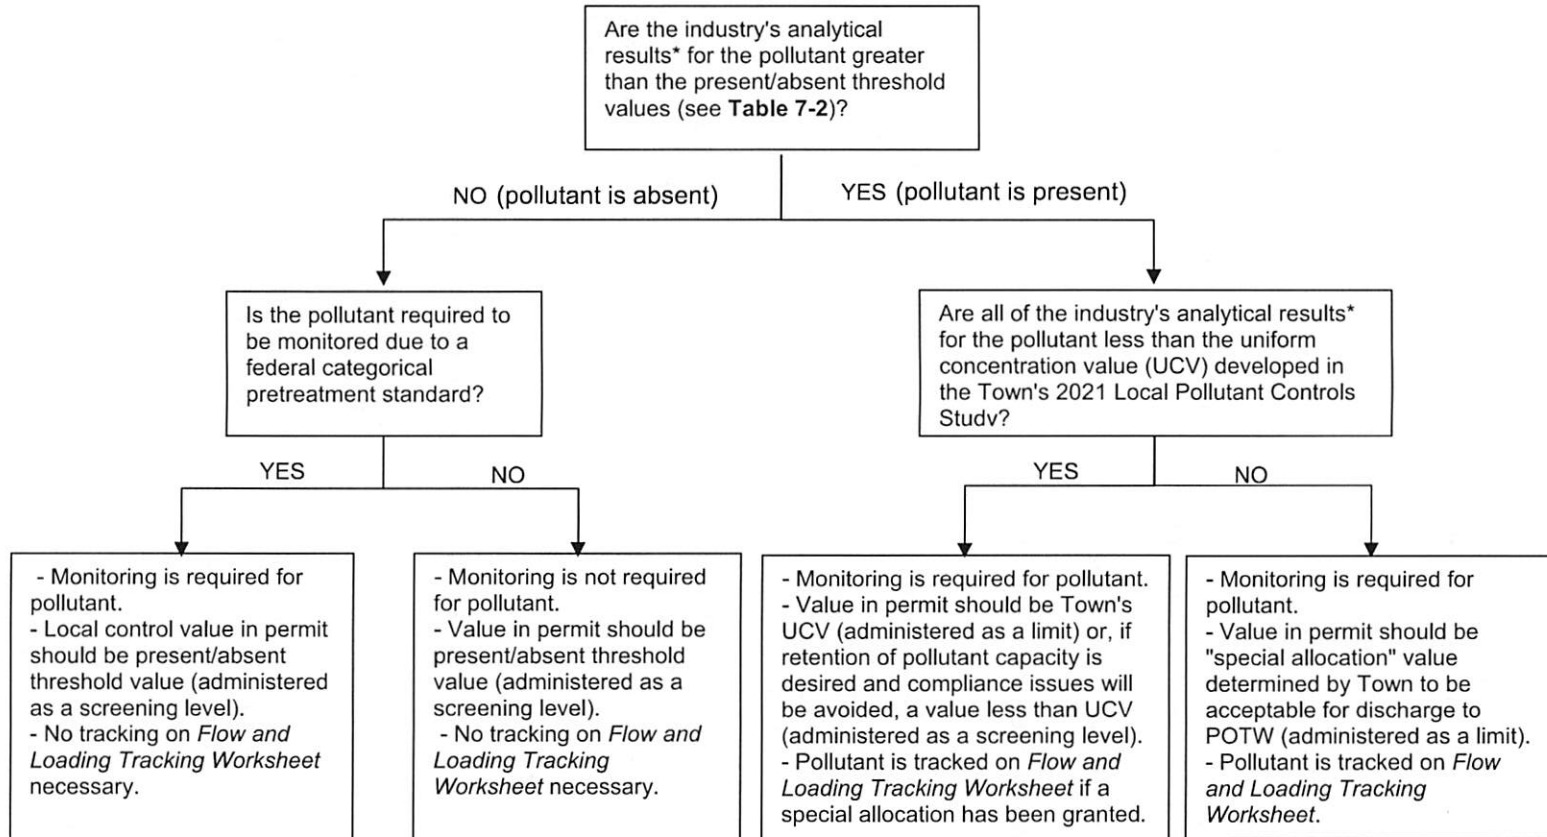 Are the industry's analytical
results* for the pollutant greater
than the present/absent threshold
values (see Table 7-2)?
NO (pollutant is absent)
YES (pollutant is present)
Is the pollutant required to
be monitored due to a
federal categorical
pretreatment standard?
Are all of the industry's analytical results*
for the pollutant less than the uniform
concentration value (UCV) developed in
the Town's 2021 Local Pollutant Controls
Study?
YES
NO
YES
NO
- Monitoring is required for
pollutant.
- Local control value in permit
should be present/absent
threshold value (administered
as a screening level).
- No tracking on Flow and
Loading Tracking Worksheet
necessary.
- Monitoring is not required
for pollutant.
- Value in permit should be
present/absent threshold
value (administered as a
screening level).
- No tracking on Flow and
Loading Tracking
Worksheet necessary.
- Monitoring is required for pollutant.
- Value in permit should be Town's
UCV (administered as a limit) or, if
retention of pollutant capacity is
desired and compliance issues will
be avoided, a value less than UCV
(administered as a screening level).
- Pollutant is tracked on Flow and
Loading Tracking Worksheet if a
special allocation has been granted.
- Monitoring is required for
pollutant.
- Value in permit should be
"special allocation" value
determined by Town to be
acceptable for discharge to
POTW (administered as a limit).
- Pollutant is tracked on Flow
and Loading Tracking
Worksheet.